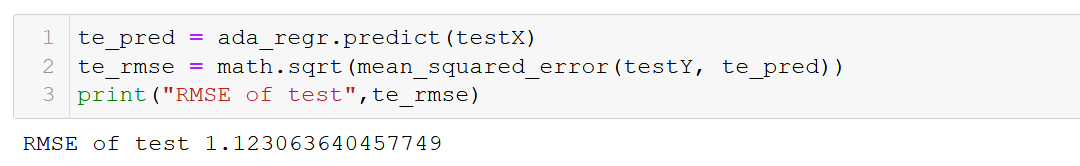 1 te_pred = ada_regr.predict(testX)
2 te_rmse = math.sqrt(mean_squared_error(testY, te_pred))
3 print("RMSE of test",te_rmse)
RMSE of test 1.123063640457749